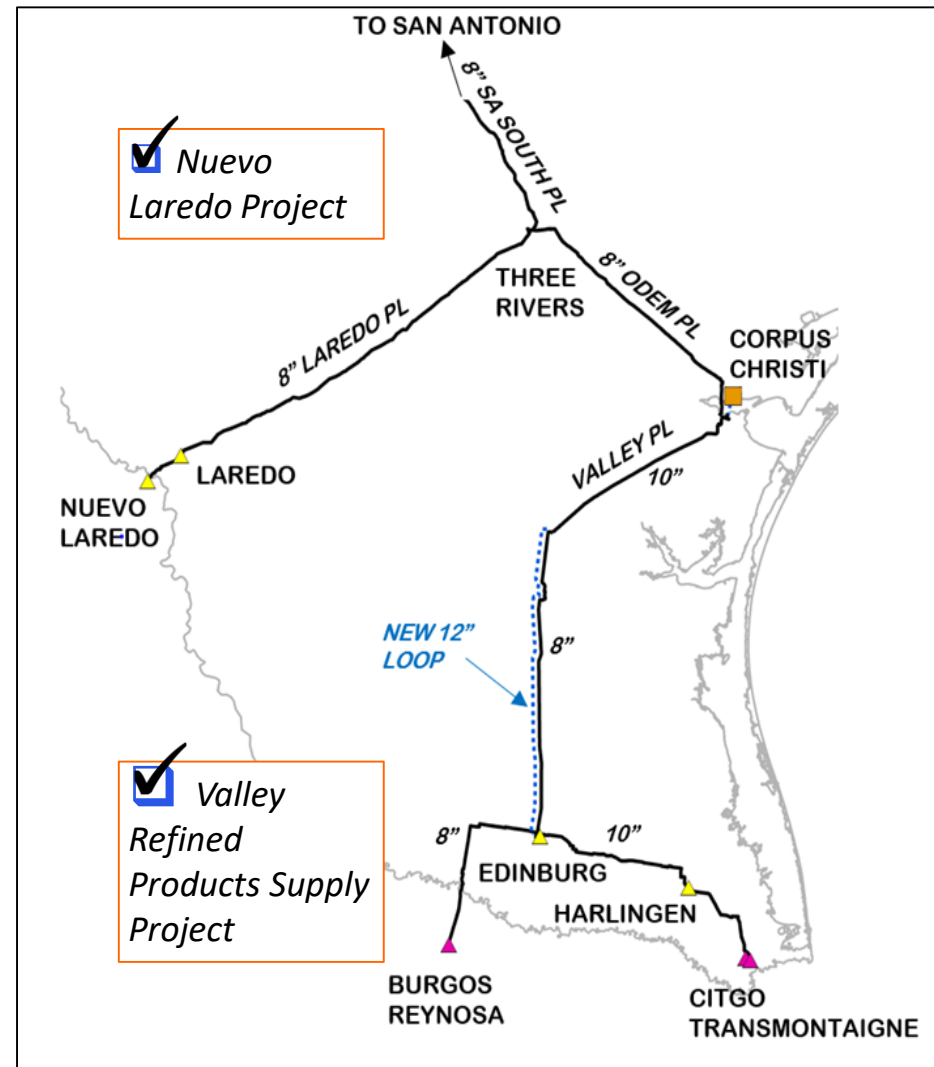 TO SAN ANTONIO
8” SA SOUTH PL
Nuevo
Laredo Project
THREE
RIVERS
8” ODEM PL
8” LAREDO PL
CORPUS
CHRISTI
LAREDO
VALLEY PL
10”
NUEVO
LAREDO
NEW 12”
LOOP
8”
Valley
Refined
Products Supply
Project
8”
10”
EDINBURG
HARLINGEN
BURGOS
REYNOSA
CITGO
TRANSMONTAIGNE